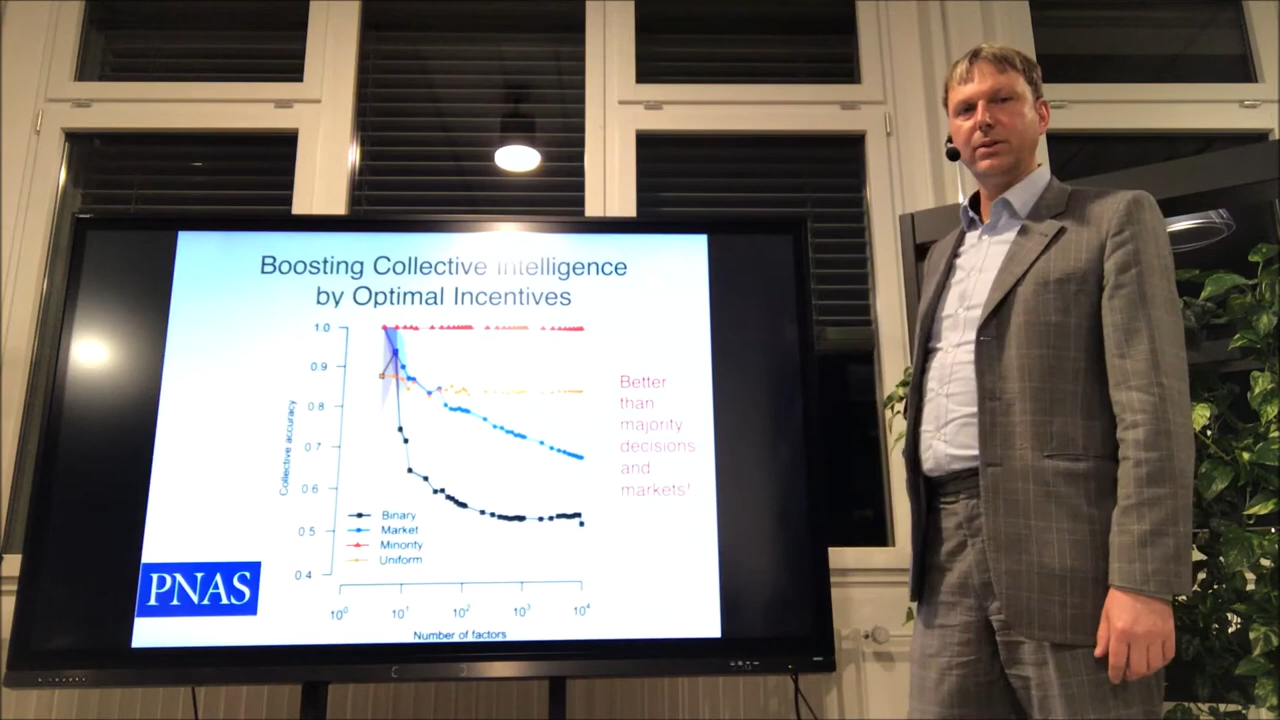 Boosting Collective Intelligence
by Optimal Incentives
1.0
0.9
0.8
0.7
0.6
0.5
0.4
Collective accuracy
Binary
Market
Minority
Uniform
10⁰
10¹
10²
10³
10⁴
Number of factors
Better
than
majority
decisions
and
markets!
PNAS